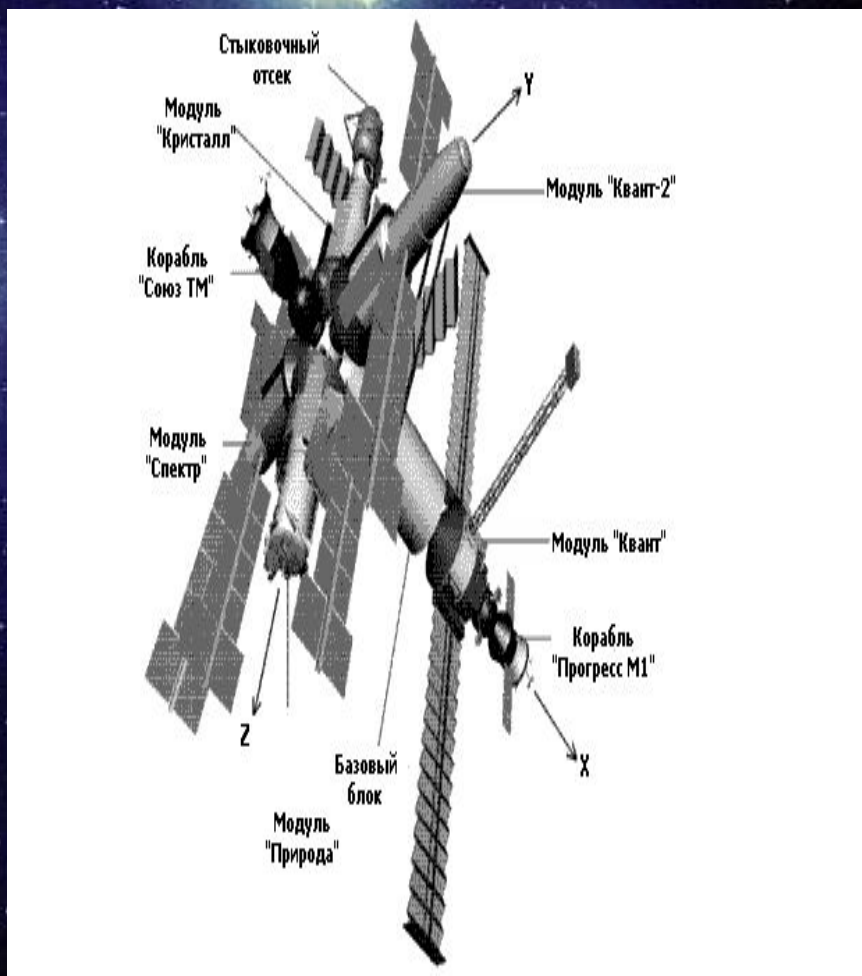 Стыковочный
отсек
Модуль
"Кристалл"
Y
Модуль "Квант-2"
Корабль
"Союз ТМ"
Модуль
"Спектр"
Модуль "Квант"
Корабль
"Прогресс М1"
Z
X
Базовый
блок
Модуль
"Природа"